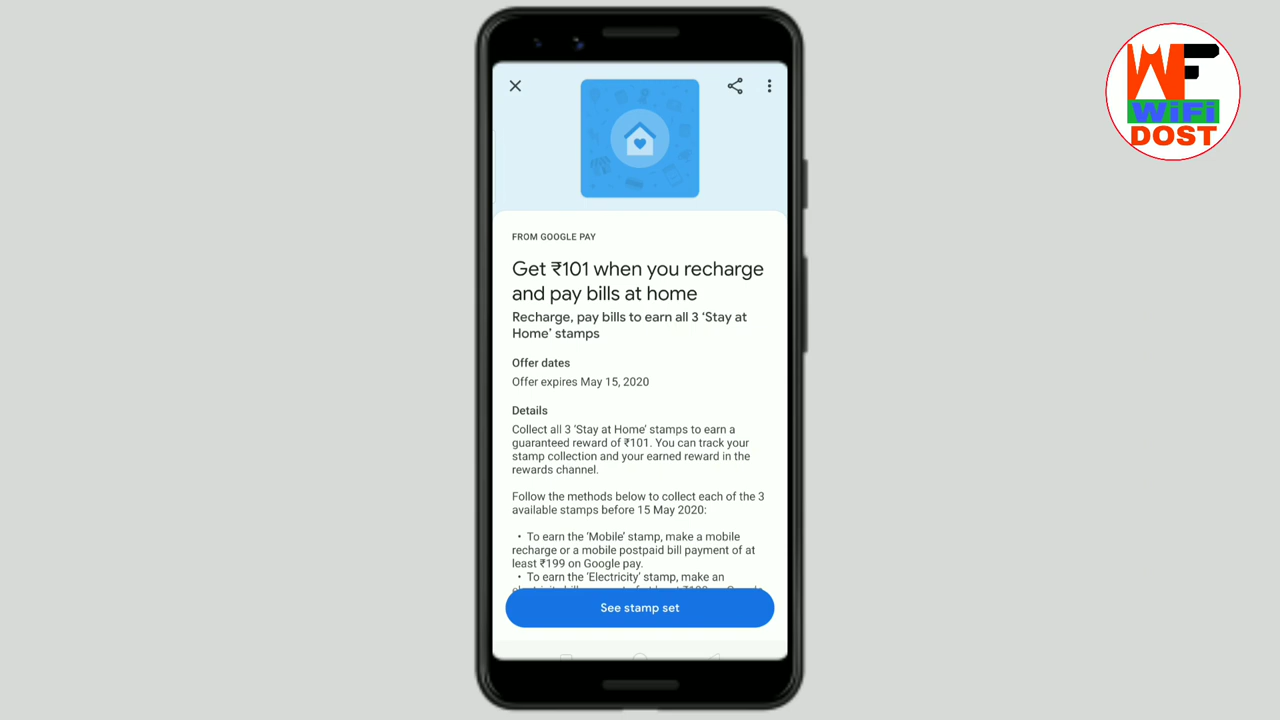 WF
WiFi
DOST
FROM GOOGLE PAY
Get ₹101 when you recharge
and pay bills at home
Recharge, pay bills to earn all 3 ‘Stay at
Home’ stamps
Offer dates
Offer expires May 15, 2020
Details
Collect all 3 ‘Stay at Home’ stamps to earn a
guaranteed reward of ₹101. You can track your
stamp collection and your earned reward in the
rewards channel.
Follow the methods below to collect each of the 3
available stamps before 15 May 2020:
• To earn the ‘Mobile’ stamp, make a mobile
recharge or a mobile postpaid bill payment of at
least ₹199 on Google pay.
• To earn the ‘Electricity’ stamp, make an
See stamp set